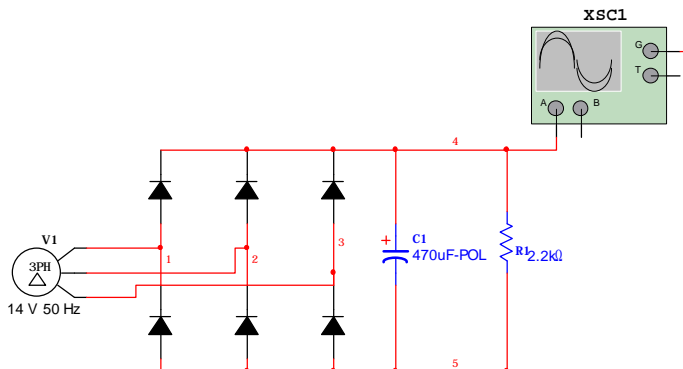 XSC1
G
T
A B
4
V1
3PH
14 V 50 Hz
1
2
3
+
C1
470uF-POL
R1
2.2kΩ
5